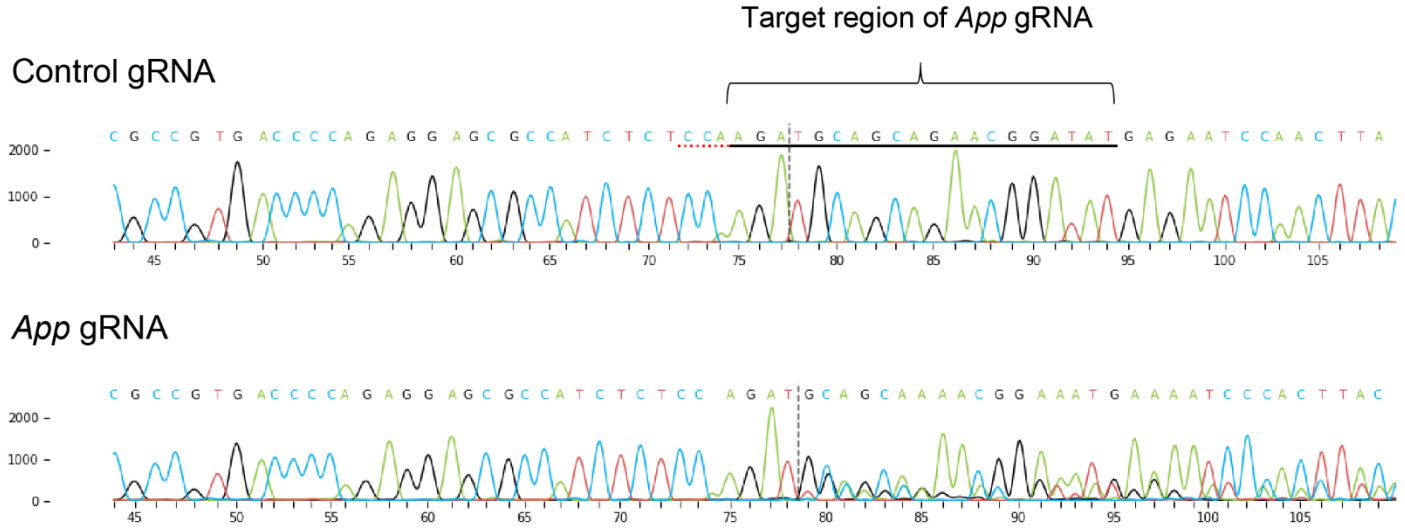 Target region of App gRNA
Control gRNA
C G C C G T G A C C C C A G A G G A G C G C C A T C T C T C C A A G A T G C A G C A G A A C G G A T A T G A G A A T C C A A C T T A
2000
1000
0
45 50 55 60 65 70 75 80 85 90 95 100 105
App gRNA
C G C C G T G A C C C C A G A G G A G C G C C A T C T C T C C A G A T G C A G C A A A A C G G A A A T G A A A A T C C C A C T T A C
2000
1000
0
45 50 55 60 65 70 75 80 85 90 95 100 105